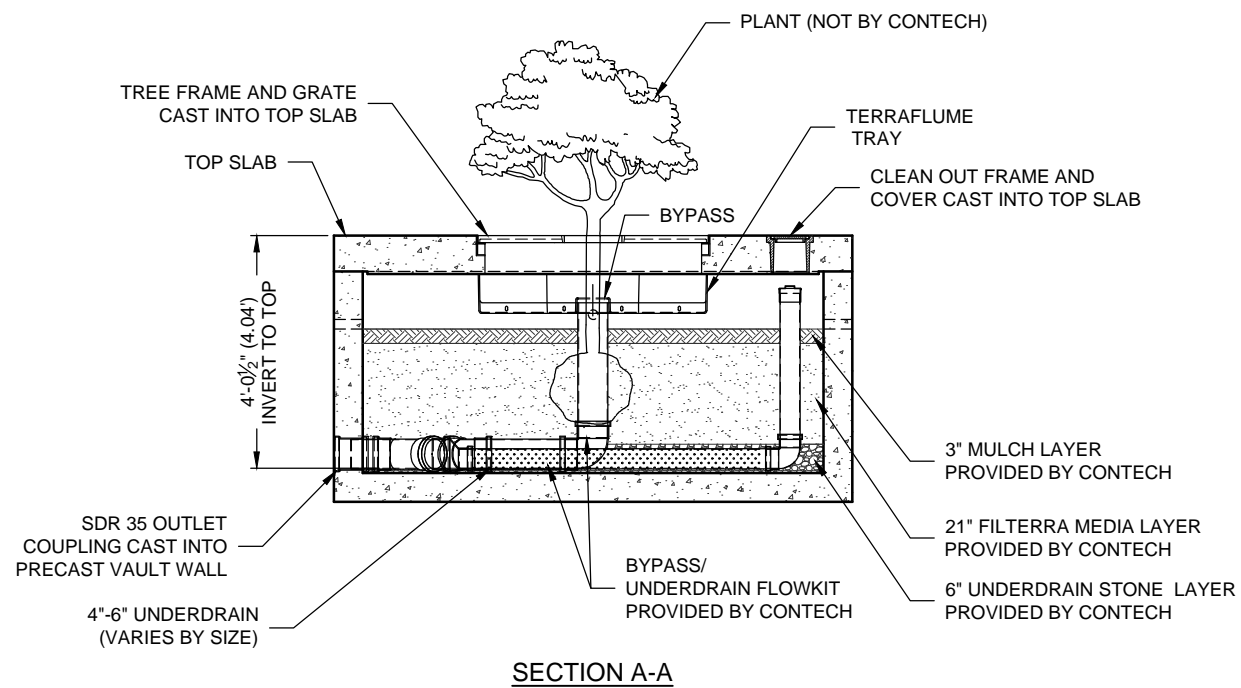 PLANT (NOT BY CONTECH)
TREE FRAME AND GRATE
CAST INTO TOP SLAB
TERRAFLUME
TRAY
TOP SLAB
CLEAN OUT FRAME AND
COVER CAST INTO TOP SLAB
BYPASS
4'-0½" (4.04')
INVERT TO TOP
3" MULCH LAYER
PROVIDED BY CONTECH
SDR 35 OUTLET
COUPLING CAST INTO
PRECAST VAULT WALL
21" FILTERRA MEDIA LAYER
PROVIDED BY CONTECH
BYPASS/
UNDERDRAIN FLOWKIT
PROVIDED BY CONTECH
6" UNDERDRAIN STONE LAYER
PROVIDED BY CONTECH
4"-6" UNDERDRAIN
(VARIES BY SIZE)
SECTION A-A